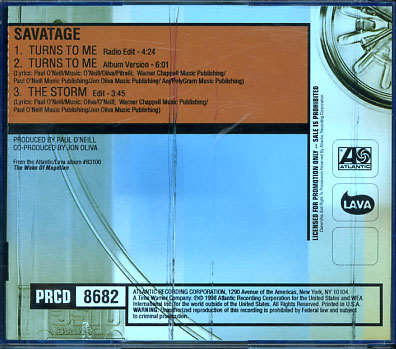 SAVATAGE
1. TURNS TO ME Radio Edit - 4:24
2. TURNS TO ME Album Version - 6:01
(Lyrics: Paul O'Neill/Music: O'Neill/Oliva/Pitrelli, Warner Chappell Music Publishing/
Paul O'Neill Music Publishing/Jon Oliva Music Publishing/ Anj/PolyGram Music Publishing)
3. THE STORM Edit - 3:45
(Lyrics: Paul O'Neill/Music: Oliva/O'Neill, Warner Chappell Music Publishing/
Paul O'Neill Music Publishing/Jon Oliva Music Publishing)
PRODUCED BY PAUL O'NEILL
CO-PRODUCED BY JON OLIVA
From the Atlantic/Lava album #83100
The Wake Of Magellan
LICENSED FOR PROMOTION ONLY – SALE IS PROHIBITED
ATLANTIC
LAVA
PRCD 8682
ATLANTIC RECORDING CORPORATION, 1290 Avenue of the Americas, New York, NY 10104
A Time Warner Company. ©℗ 1998 Atlantic Recording Corporation for the United States and WEA
International Inc. for the world outside of the United States. All Rights Reserved. Printed in U.S.A.
WARNING: Unauthorized reproduction of this recording is prohibited by Federal law and subject
to criminal prosecution.